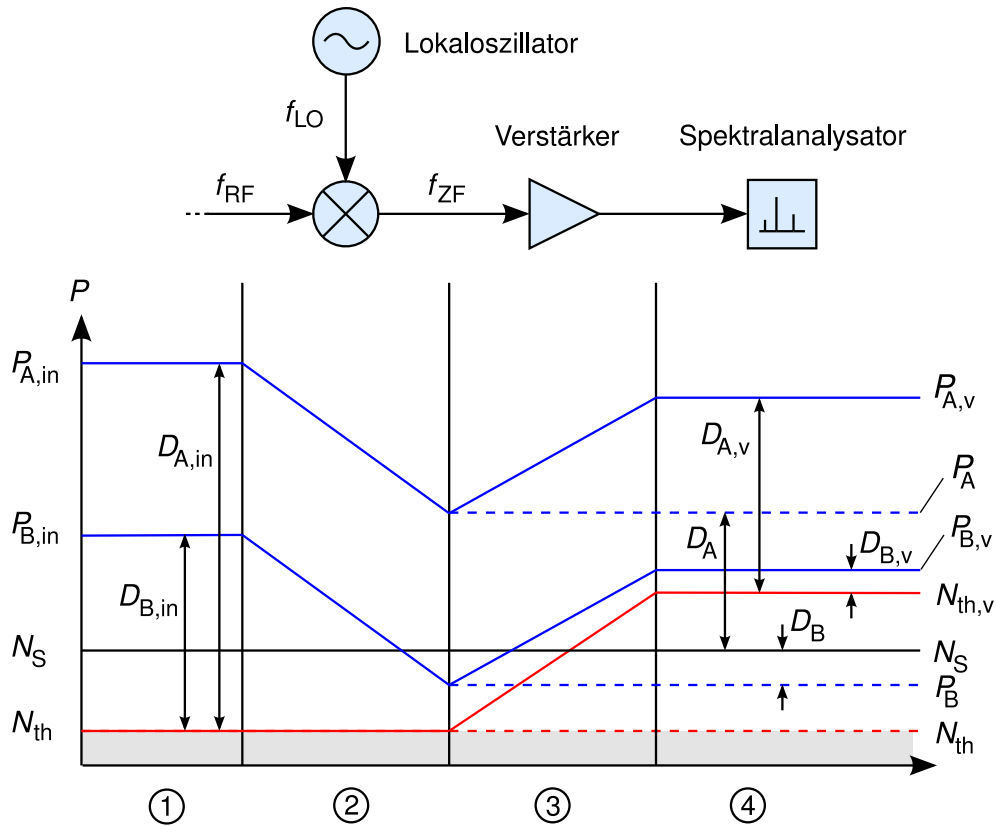 Lokaloszillator
f_LO
Verstärker
Spektralanalysator
f_RF
f_ZF
P
P_A,in
P_A,v
D_A,in
D_A,v
P_A
P_B,in
D_A
D_B,v
P_B,v
D_B,in
N_th,v
D_B
N_S
N_S
P_B
N_th
N_th
1
2
3
4